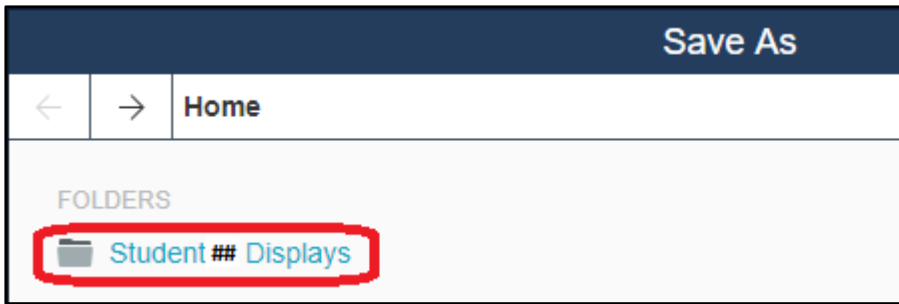 Save As
← → Home
FOLDERS
Student ## Displays